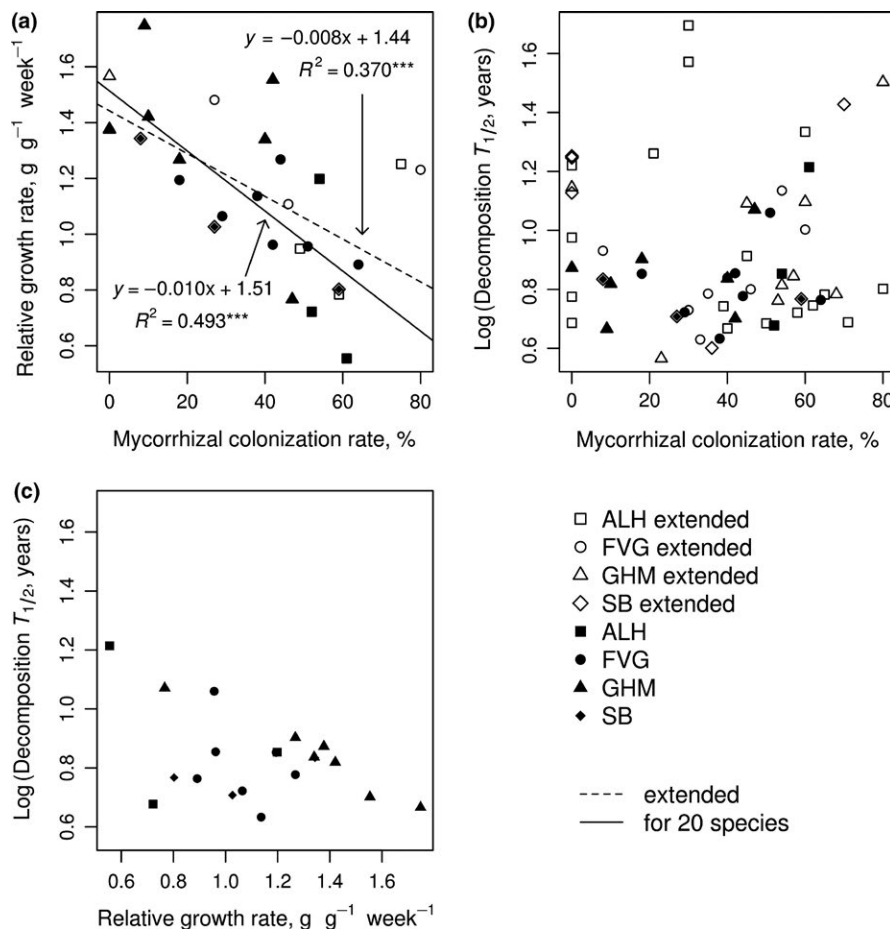 (a)
y = −0.008x + 1.44
R² = 0.370***
y = −0.010x + 1.51
R² = 0.493***
Relative growth rate, g g⁻¹ week⁻¹
0.6 0.8 1.0 1.2 1.4 1.6
0 20 40 60 80
Mycorrhizal colonization rate, %
(b)
Log (Decomposition T1/2, years)
0.6 0.8 1.0 1.2 1.4 1.6
0 10 20 30 40 50 60 70 80
Mycorrhizal colonization rate, %
(c)
Log (Decomposition T1/2, years)
0.6 0.8 1.0 1.2 1.4 1.6
0.6 0.8 1.0 1.2 1.4 1.6
Relative growth rate, g g⁻¹ week⁻¹
ALH extended
FVG extended
GHM extended
SB extended
ALH
FVG
GHM
SB
extended
for 20 species